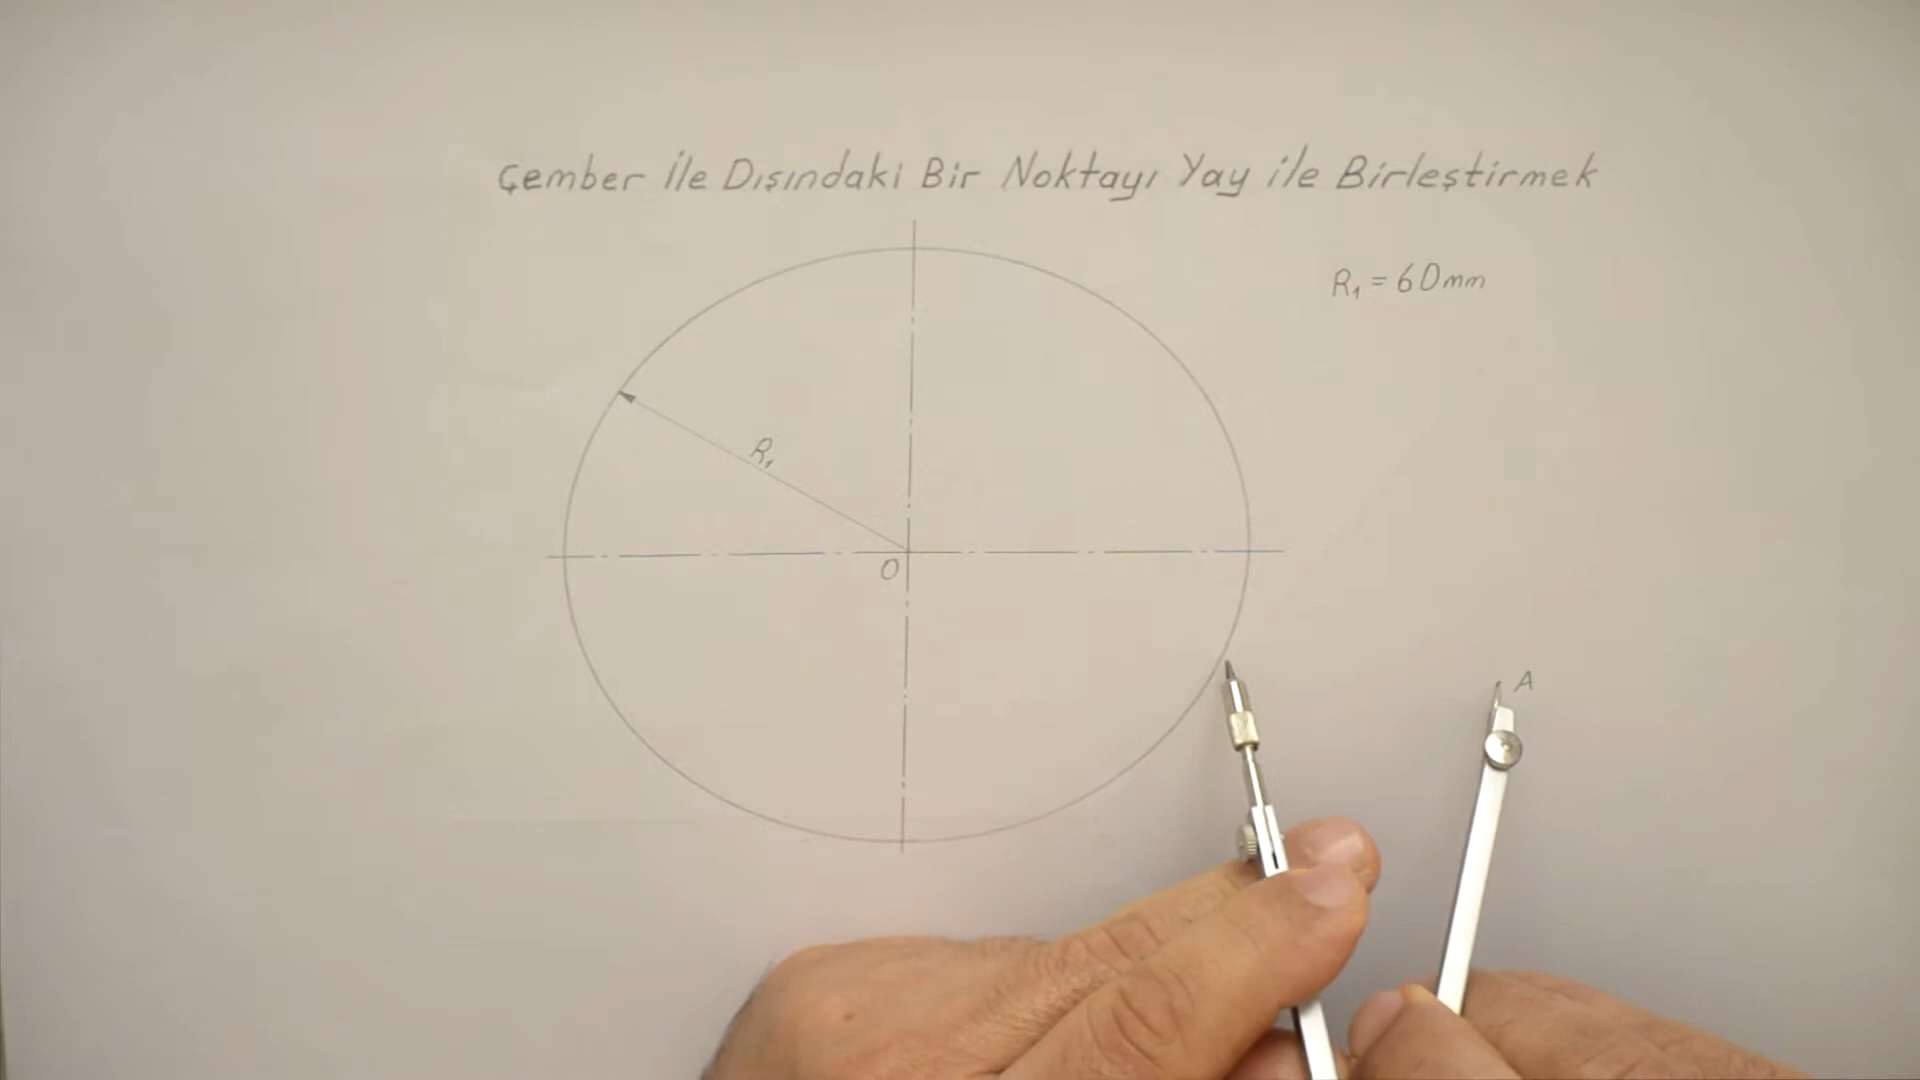 Çember İle Dışındaki Bir Noktayı Yay ile Birleştirmek
R₁ = 60mm
R₁
O
A